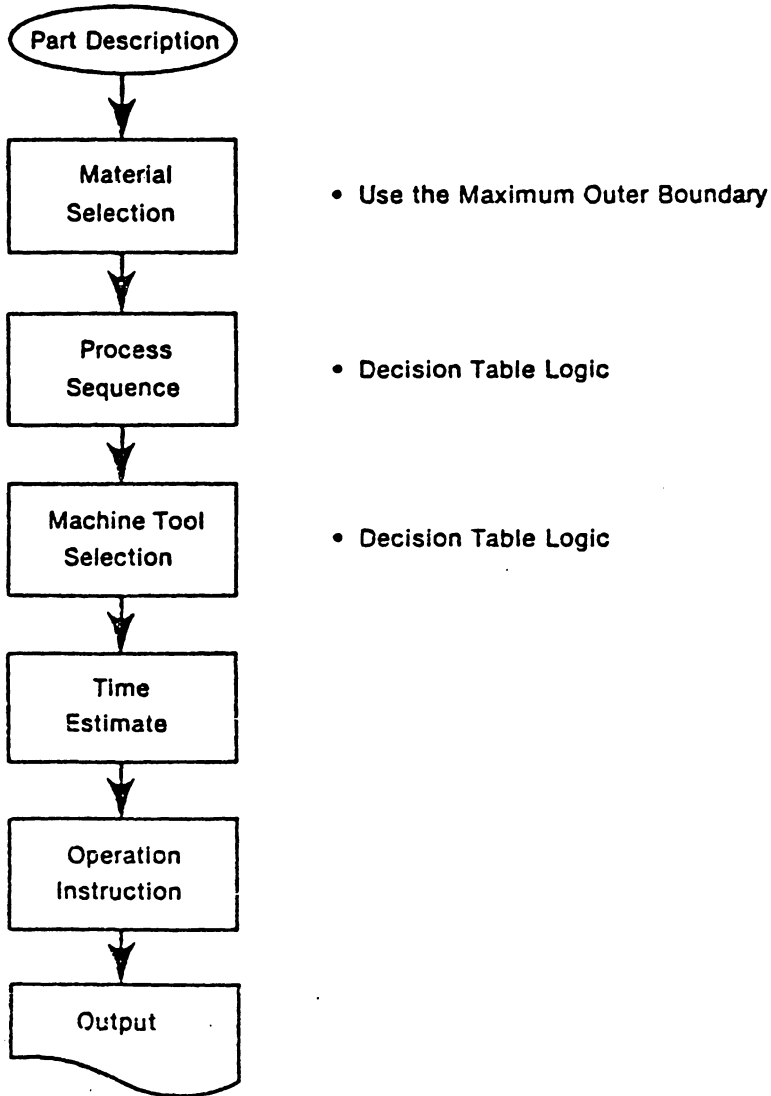 Part Description
Material
Selection
• Use the Maximum Outer Boundary
Process
Sequence
• Decision Table Logic
Machine Tool
Selection
• Decision Table Logic
Time
Estimate
Operation
Instruction
Output